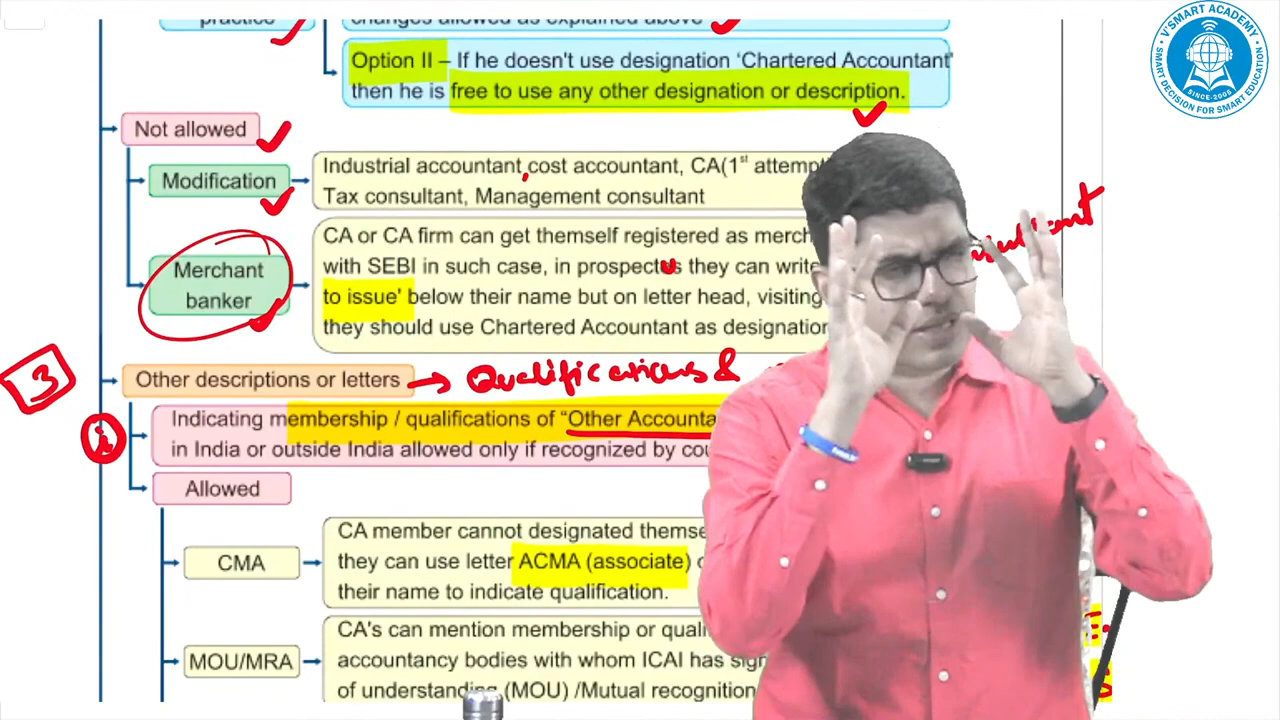 practice
changes allowed as explained above
Option II – If he doesn't use designation 'Chartered Accountant'
then he is free to use any other designation or description.
Not allowed
Modification
Industrial accountant, cost accountant, CA(1st attempt
Tax consultant, Management consultant
Merchant
banker
CA or CA firm can get themself registered as merch
with SEBI in such case, in prospectus they can write
to issue' below their name but on letter head, visiting
they should use Chartered Accountant as designation
3
Other descriptions or letters
Qualifications &
i
Indicating membership / qualifications of “Other Accounta
in India or outside India allowed only if recognized by cou
Allowed
CMA
CA member cannot designated themse
they can use letter ACMA (associate)
their name to indicate qualification.
MOU/MRA
CA's can mention membership or quali
accountancy bodies with whom ICAI has sign
of understanding (MOU) /Mutual recognition
V'SMART ACADEMY
SINCE-2005
SMART DECISION FOR SMART EDUCATION